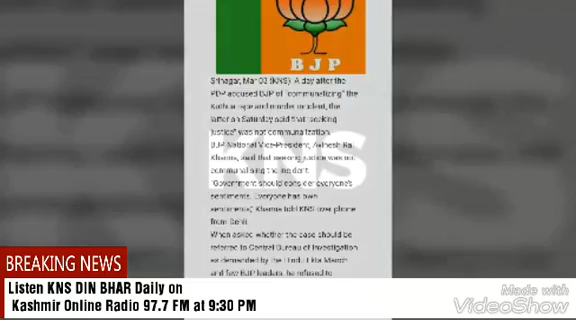 BJP
Srinagar, Mar 03 (KNS): A day after the
PDP accused BJP of "communalizing" the
Kathua rape and murder incident, the
latter on Saturday said that "seeking
justice" was not communalization.
BJP National Vice-President, Avinash Rai
Khanna, said that seeking justice was not
communalising the incident.
"Government should consider everyone's
sentiments. Everyone has own
sentiments," Khanna told KNS over phone
from Delhi.
When asked whether the case should be
referred to Central Bureau of Investigation
as demanded by the Hindu Ekta Manch
and few BJP leaders, he refused to
KNS
BREAKING NEWS
Listen KNS DIN BHAR Daily on
Kashmir Online Radio 97.7 FM at 9:30 PM
Made with
VideoShow